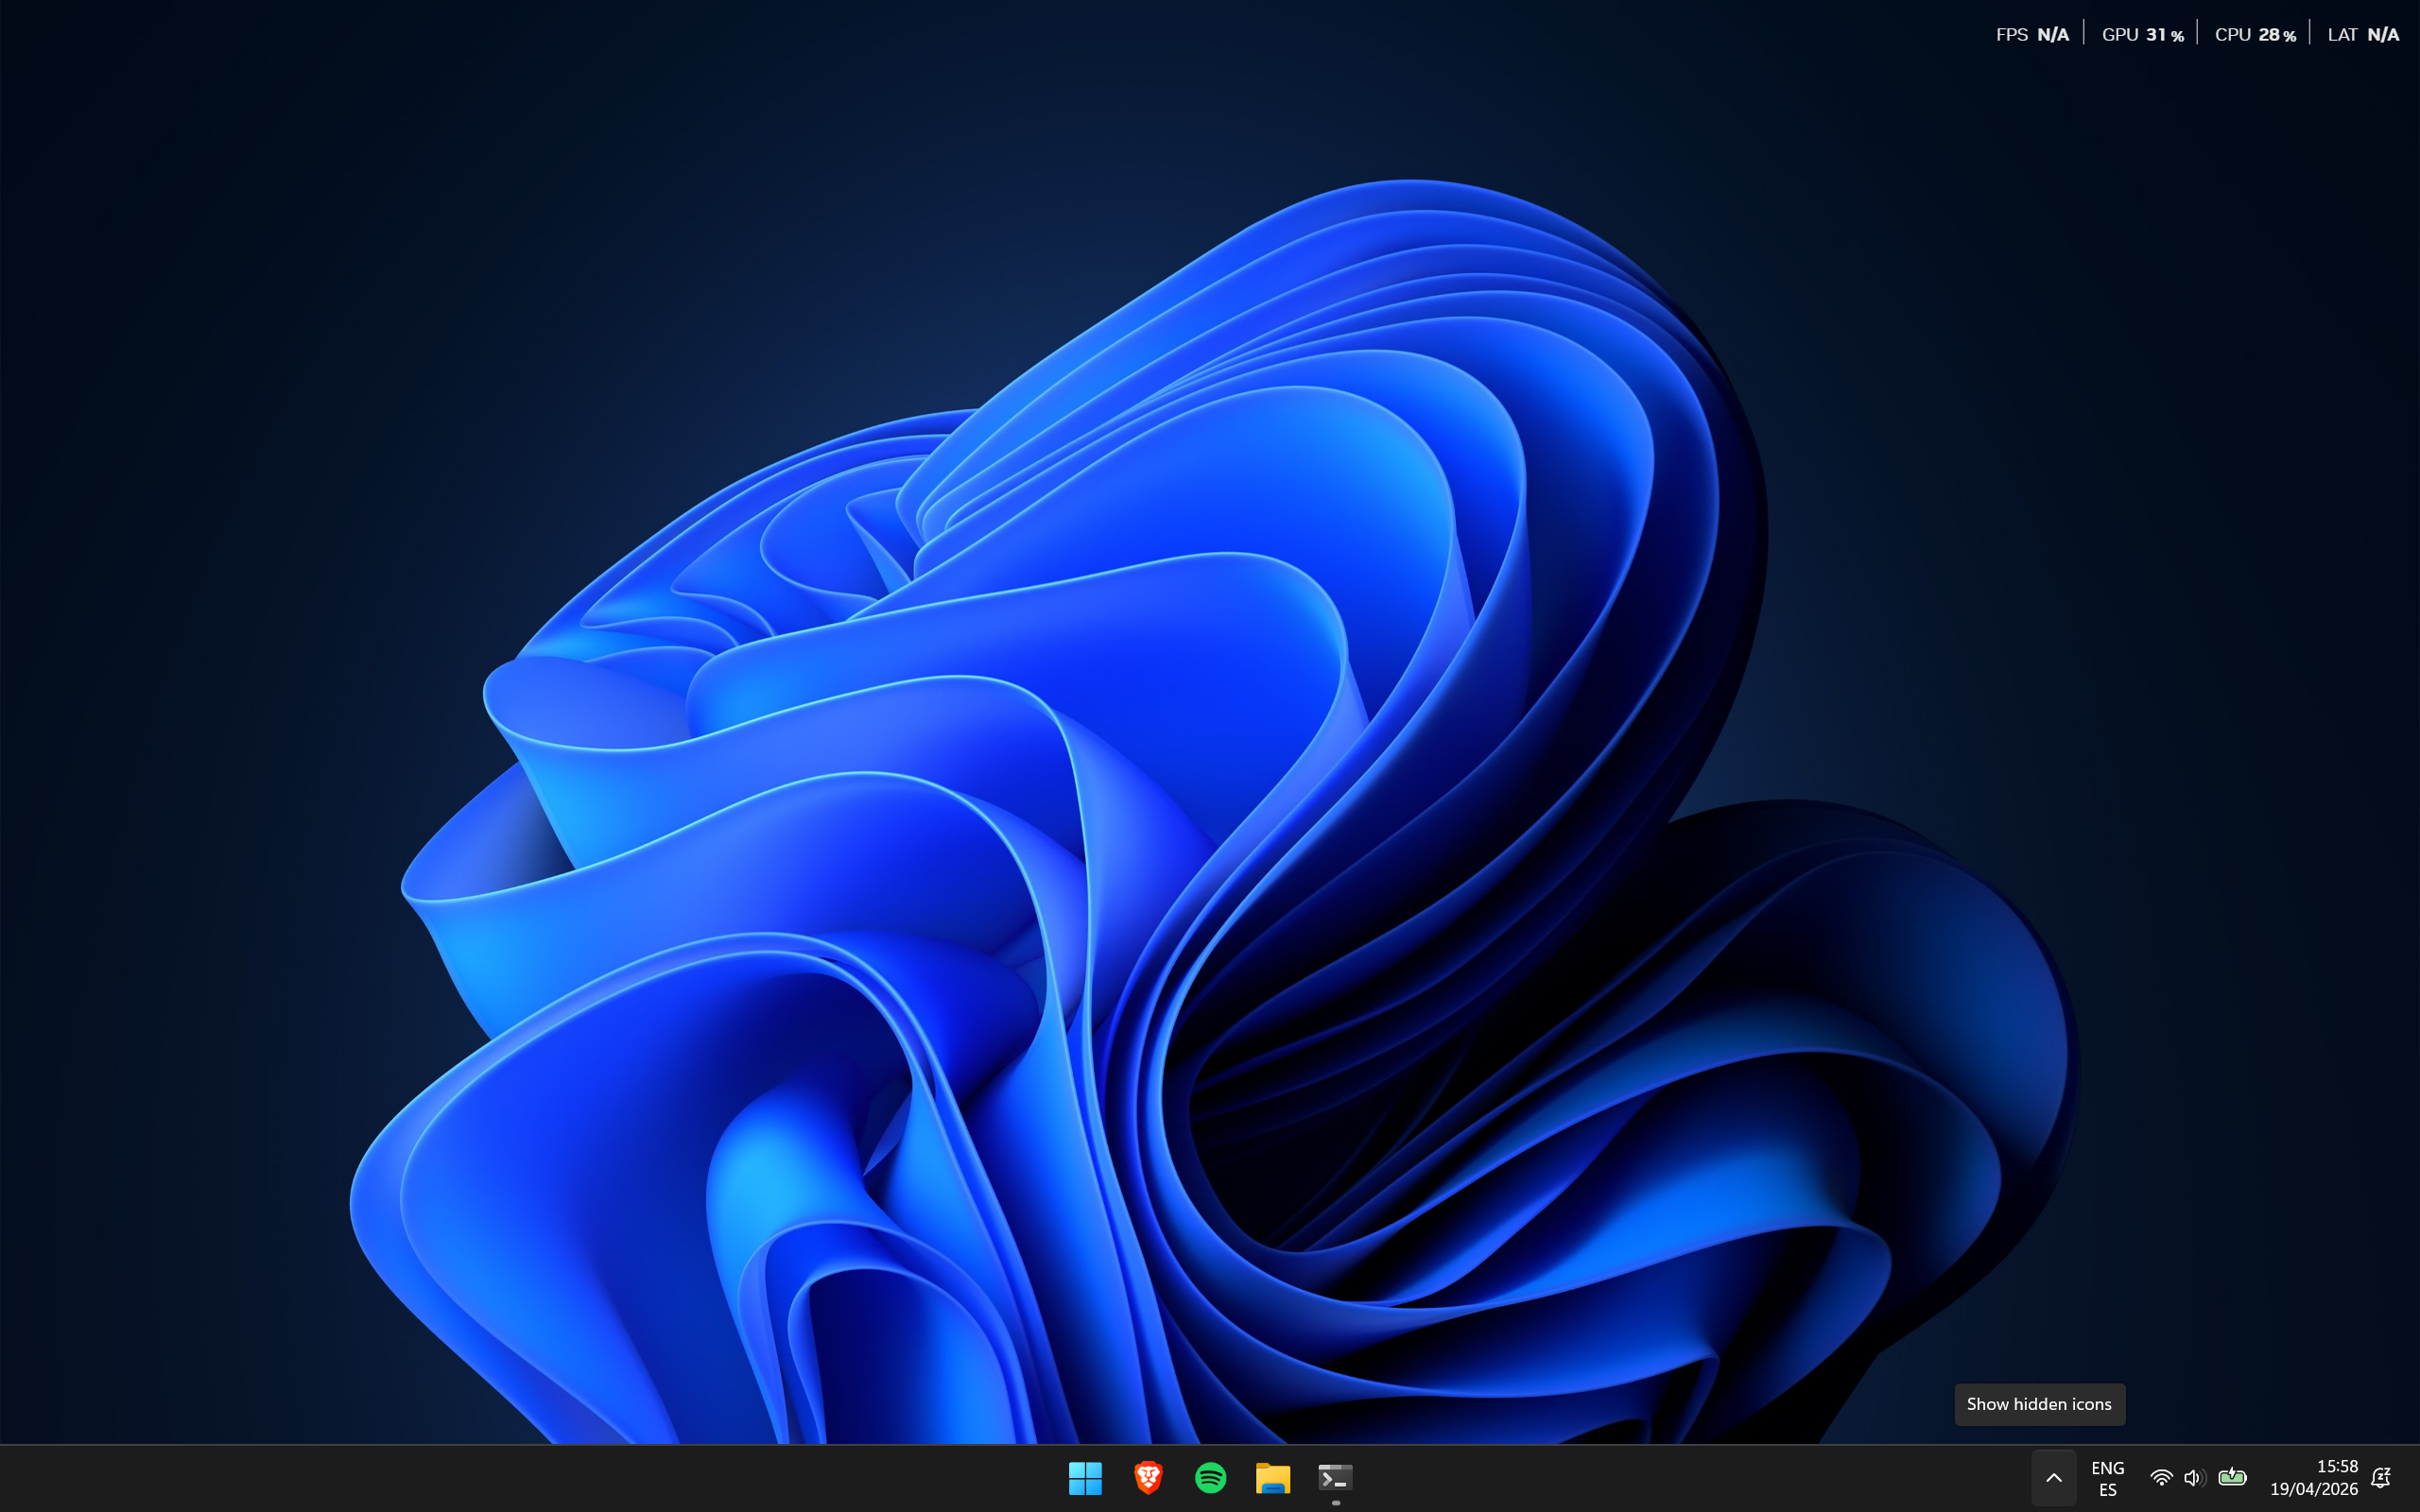 FPS N/A GPU 31 % CPU 28 % LAT N/A
Show hidden icons
ENG
ES
15:58
19/04/2026